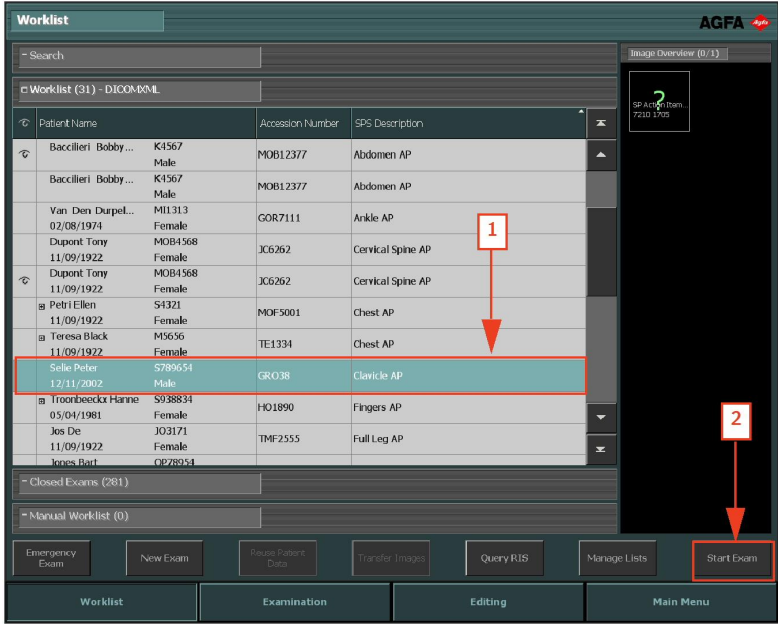 Worklist
AGFA
Search
Worklist (31) - DICOMXML
Image Overview (0/1)
?
SP Action Item...
7210 1705
Patient Name Accession Number SPS Description
Baccilieri Bobby... K4567 MOB12377 Abdomen AP
Male
Baccilieri Bobby... K4567 MOB12377 Abdomen AP
Male
Van Den Durpel... MI1313 GOR7111 Ankle AP
02/08/1974 Female
1
Dupont Tony MOB4568 JC6262 Cervical Spine AP
11/09/1922 Female
Dupont Tony MOB4568 JC6262 Cervical Spine AP
11/09/1922 Female
Petri Ellen S4321 MOF5001 Chest AP
11/09/1922 Female
Teresa Black M5656 TE1334 Chest AP
11/09/1922 Female
Selie Peter S789654 GRO38 Clavicle AP
12/11/2002 Male
Troonbeeckx Hanne S938834 HO1890 Fingers AP
05/04/1981 Female
Jos De JO3171 TMF2555 Full Leg AP
11/09/1922 Female
Jones Bart OP78954
2
Closed Exams (281)
Manual Worklist (0)
Emergency Exam
New Exam
Reuse Patient Data
Transfer Images
Query RIS
Manage Lists
Start Exam
Worklist Examination Editing Main Menu